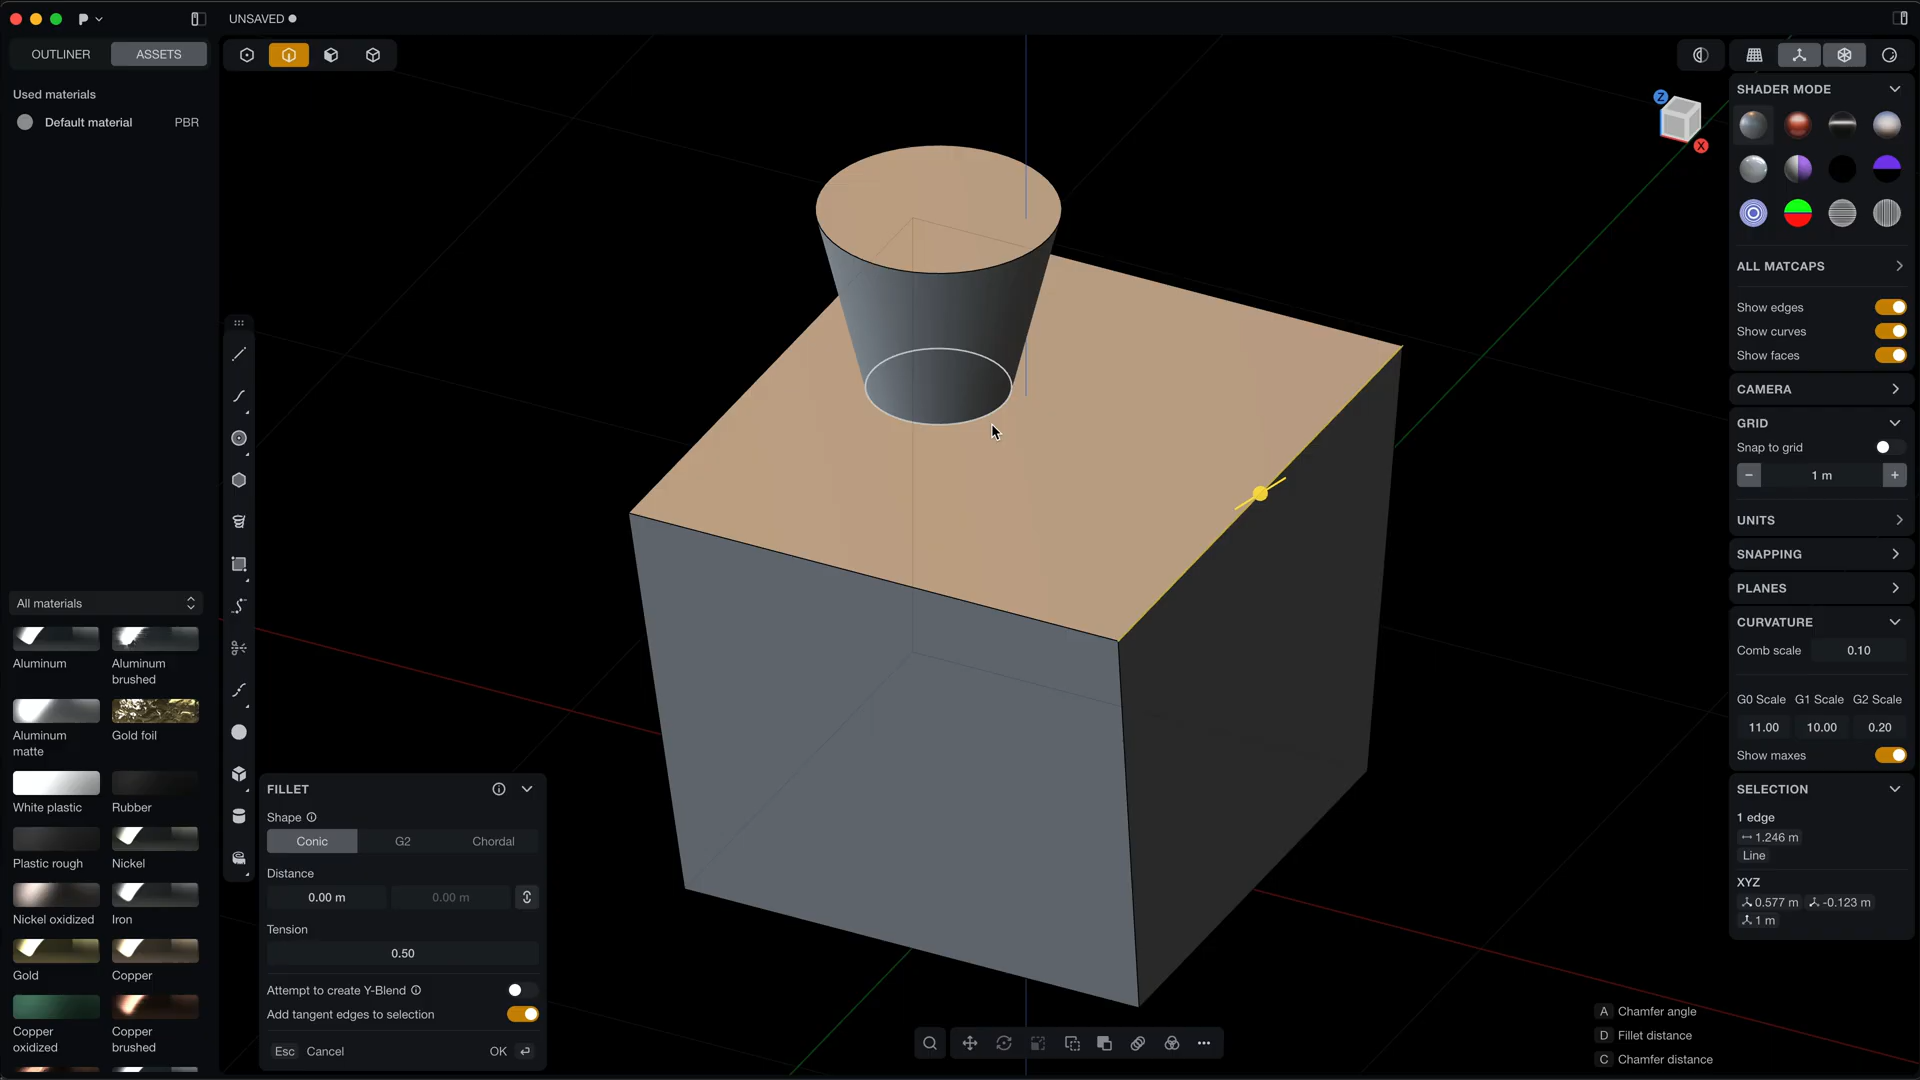 UNSAVED
OUTLINER
ASSETS
Used materials
Default material PBR
All materials
Aluminum
Aluminum
brushed
Aluminum
matte
Gold foil
White plastic
Rubber
Plastic rough
Nickel
Nickel oxidized
Iron
Gold
Copper
Copper
oxidized
Copper
brushed
FILLET
Shape
Conic G2 Chordal
Distance
0.00 m 0.00 m
Tension
0.50
Attempt to create Y-Blend
Add tangent edges to selection
Esc Cancel OK
Z
X
A Chamfer angle
D Fillet distance
C Chamfer distance
SHADER MODE
ALL MATCAPS
Show edges
Show curves
Show faces
CAMERA
GRID
Snap to grid
− 1 m +
UNITS
SNAPPING
PLANES
CURVATURE
Comb scale 0.10
G0 Scale G1 Scale G2 Scale
11.00 10.00 0.20
Show maxes
SELECTION
1 edge
1.246 m
Line
XYZ
0.577 m -0.123 m
1 m